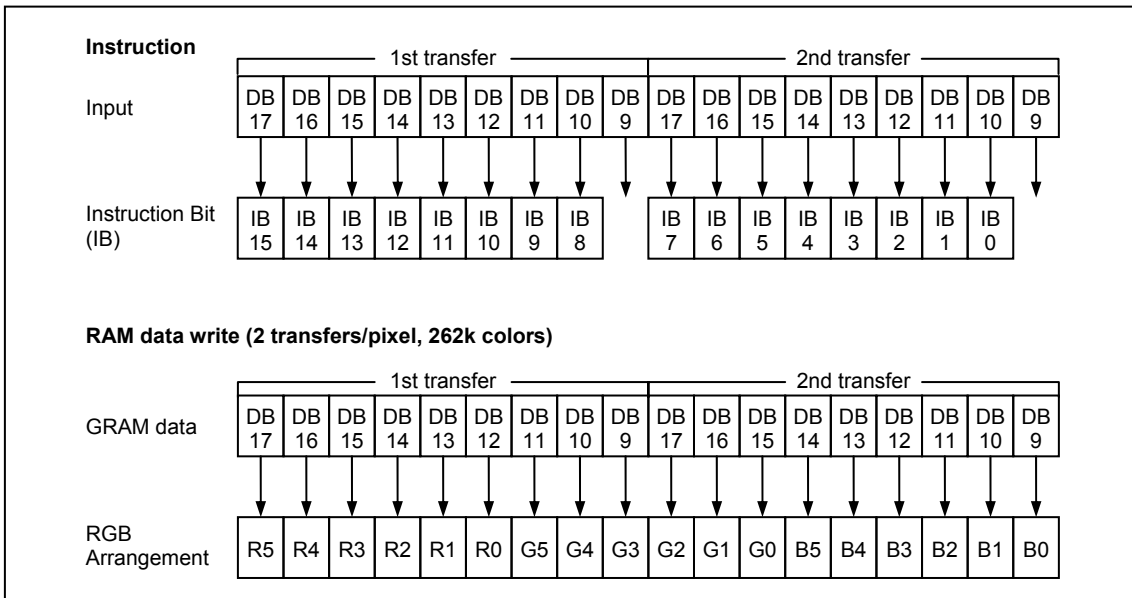 Instruction
1st transfer 2nd transfer
Input
DB 17 DB 16 DB 15 DB 14 DB 13 DB 12 DB 11 DB 10 DB 9 DB 17 DB 16 DB 15 DB 14 DB 13 DB 12 DB 11 DB 10 DB 9
Instruction Bit
(IB)
IB 15 IB 14 IB 13 IB 12 IB 11 IB 10 IB 9 IB 8 IB 7 IB 6 IB 5 IB 4 IB 3 IB 2 IB 1 IB 0
RAM data write (2 transfers/pixel, 262k colors)
1st transfer 2nd transfer
GRAM data
DB 17 DB 16 DB 15 DB 14 DB 13 DB 12 DB 11 DB 10 DB 9 DB 17 DB 16 DB 15 DB 14 DB 13 DB 12 DB 11 DB 10 DB 9
RGB
Arrangement
R5 R4 R3 R2 R1 R0 G5 G4 G3 G2 G1 G0 B5 B4 B3 B2 B1 B0